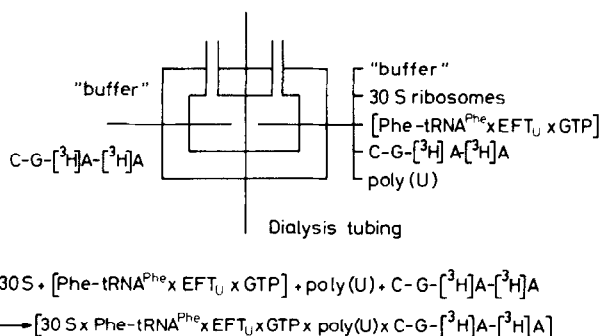 "buffer"
C-G-[³H]A-[³H]A
"buffer"
30 S ribosomes
[Phe-tRNA^Phe x EFT_U x GTP]
C-G-[³H] A-[³H]A
poly (U)
Dialysis tubing
30S + [Phe-tRNA^Phe x EFT_U x GTP] + poly(U) + C-G-[³H]A-[³H]A
→ [30 S x Phe-tRNA^Phe x EFT_U x GTP x poly(U) x C-G-[³H]A-[³H]A]